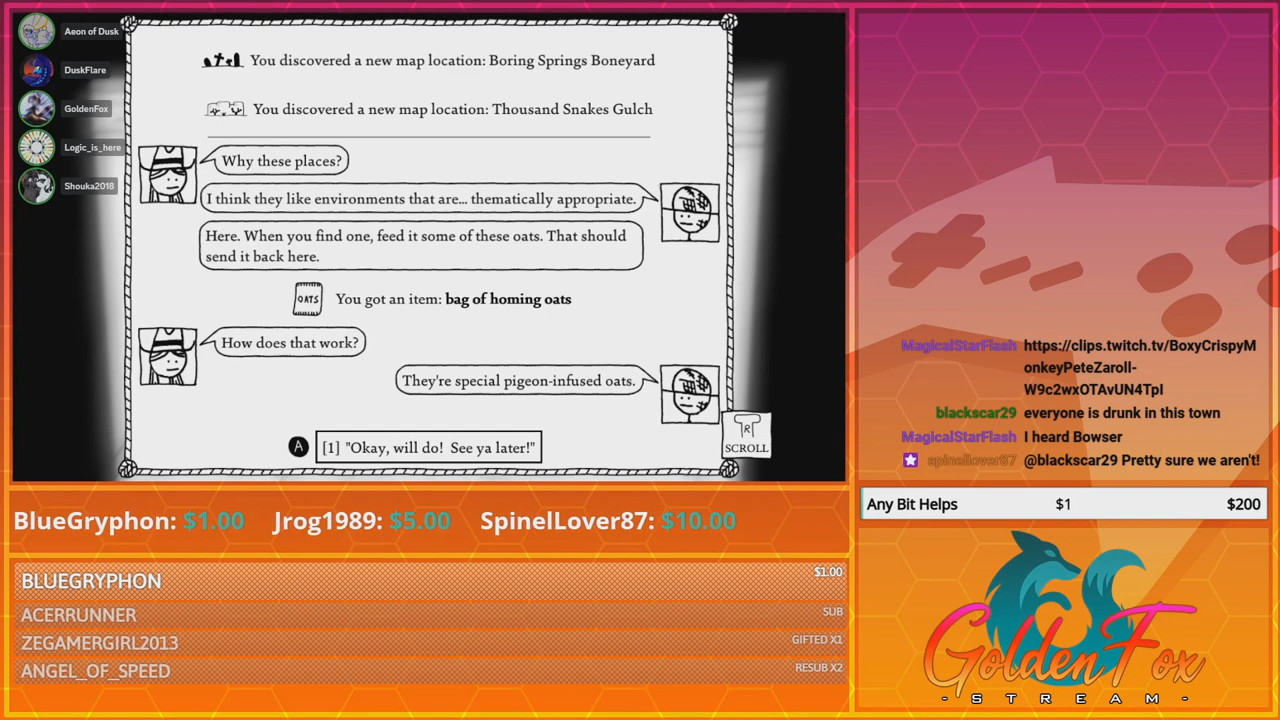 Aeon of Dusk
DuskFlare
GoldenFox
Logic_is_here
Shouka2018
You discovered a new map location: Boring Springs Boneyard
You discovered a new map location: Thousand Snakes Gulch
Why these places?
I think they like environments that are... thematically appropriate.
Here. When you find one, feed it some of these oats. That should
send it back here.
OATS
You got an item: bag of homing oats
How does that work?
They're special pigeon-infused oats.
A [1] "Okay, will do!  See ya later!"
R
SCROLL
MagicalStarFlash https://clips.twitch.tv/BoxyCrispyM
onkeyPeteZaroll-
W9c2wxOTAvUN4TpI
blackscar29 everyone is drunk in this town
MagicalStarFlash I heard Bowser
spinellover87 @blackscar29 Pretty sure we aren't!
Any Bit Helps $1 $200
BlueGryphon: $1.00 Jrog1989: $5.00 SpinelLover87: $10.00
BLUEGRYPHON $1.00
ACERRUNNER SUB
ZEGAMERGIRL2013 GIFTED X1
ANGEL_OF_SPEED RESUB X2
GoldenFox
- STREAM -